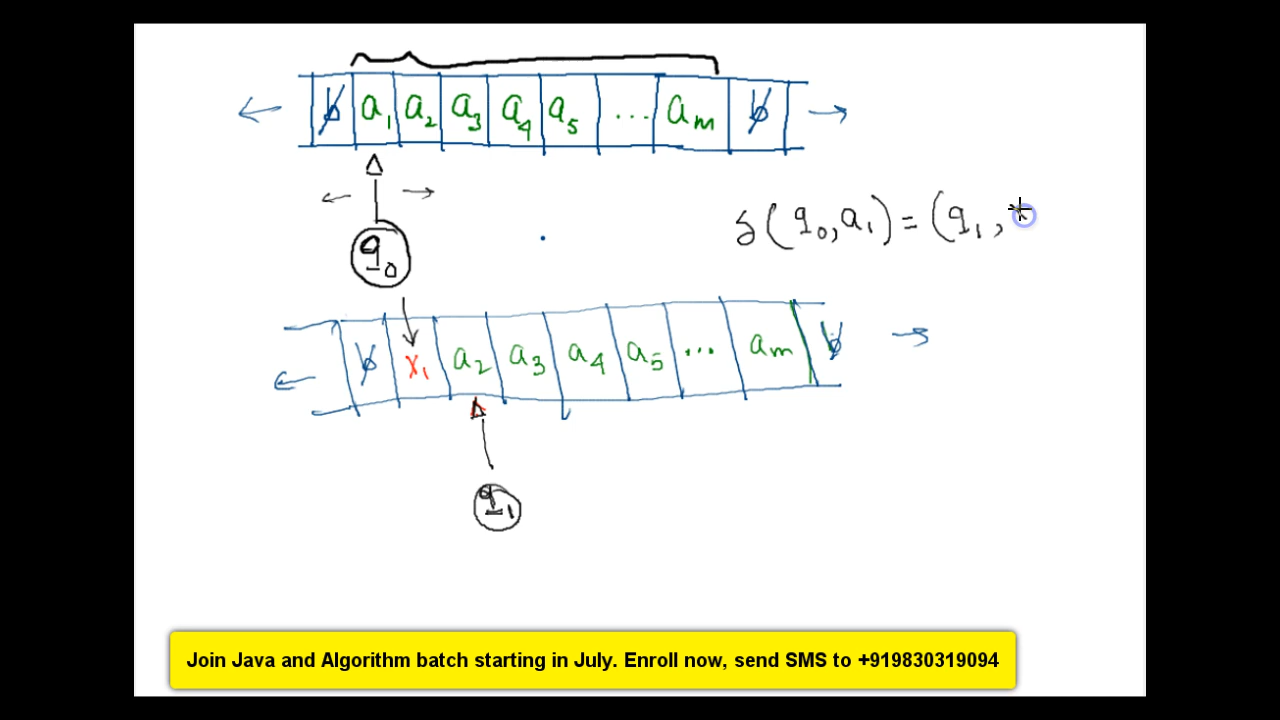 ƀ a₁ a₂ a₃ a₄ a₅ ... aₘ ƀ
q₀
δ(q₀, a₁) = (q₁,
ƀ x₁ a₂ a₃ a₄ a₅ ... aₘ ƀ
q₁
Join Java and Algorithm batch starting in July. Enroll now, send SMS to +919830319094